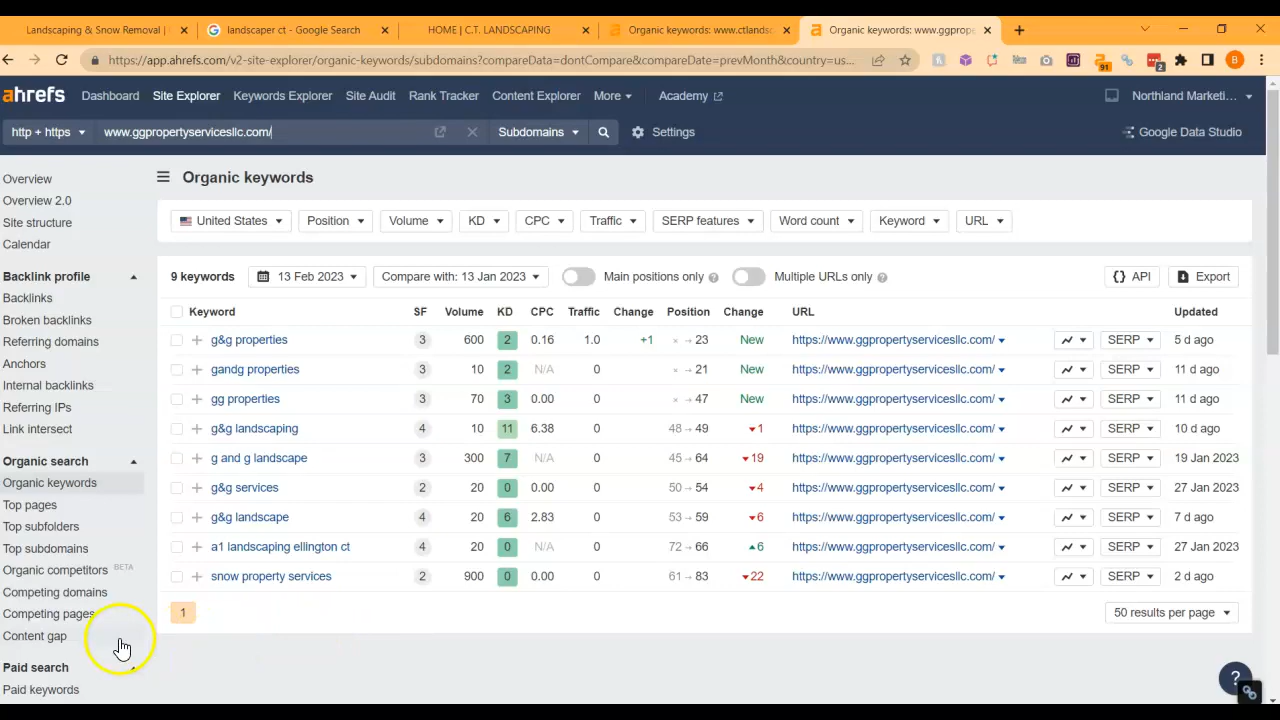 Landscaping & Snow Removal |
landscaper ct - Google Search
HOME | C.T. LANDSCAPING
Organic keywords: www.ctlands
Organic keywords: www.ggprops
https://app.ahrefs.com/v2-site-explorer/organic-keywords/subdomains?compareData=dontCompare&compareDate=prevMonth&country=us...
91
2
B
ahrefs Dashboard Site Explorer Keywords Explorer Site Audit Rank Tracker Content Explorer More Academy Northland Marketi...
http + https www.ggpropertyservicesllc.com/ Subdomains Settings Google Data Studio
Overview
Overview 2.0
Site structure
Calendar
Backlink profile
Backlinks
Broken backlinks
Referring domains
Anchors
Internal backlinks
Referring IPs
Link intersect
Organic search
Organic keywords
Top pages
Top subfolders
Top subdomains
Organic competitors BETA
Competing domains
Competing pages
Content gap
Paid search
Paid keywords
Organic keywords
United States Position Volume KD CPC Traffic SERP features Word count Keyword URL
9 keywords 13 Feb 2023 Compare with: 13 Jan 2023 Main positions only ? Multiple URLs only ? {} API Export
Keyword SF Volume KD CPC Traffic Change Position Change URL Updated
g&g properties 3 600 2 0.16 1.0 +1 × → 23 New https://www.ggpropertyservicesllc.com/ SERP 5 d ago
gandg properties 3 10 2 N/A 0 × → 21 New https://www.ggpropertyservicesllc.com/ SERP 11 d ago
gg properties 3 70 3 0.00 0 × → 47 New https://www.ggpropertyservicesllc.com/ SERP 11 d ago
g&g landscaping 4 10 11 6.38 0 48 → 49 1 https://www.ggpropertyservicesllc.com/ SERP 10 d ago
g and g landscape 3 300 7 N/A 0 45 → 64 19 https://www.ggpropertyservicesllc.com/ SERP 19 Jan 2023
g&g services 2 20 0 0.00 0 50 → 54 4 https://www.ggpropertyservicesllc.com/ SERP 27 Jan 2023
g&g landscape 4 20 6 2.83 0 53 → 59 6 https://www.ggpropertyservicesllc.com/ SERP 7 d ago
a1 landscaping ellington ct 4 20 0 N/A 0 72 → 66 6 https://www.ggpropertyservicesllc.com/ SERP 27 Jan 2023
snow property services 2 900 0 0.00 0 61 → 83 22 https://www.ggpropertyservicesllc.com/ SERP 2 d ago
1 50 results per page
?